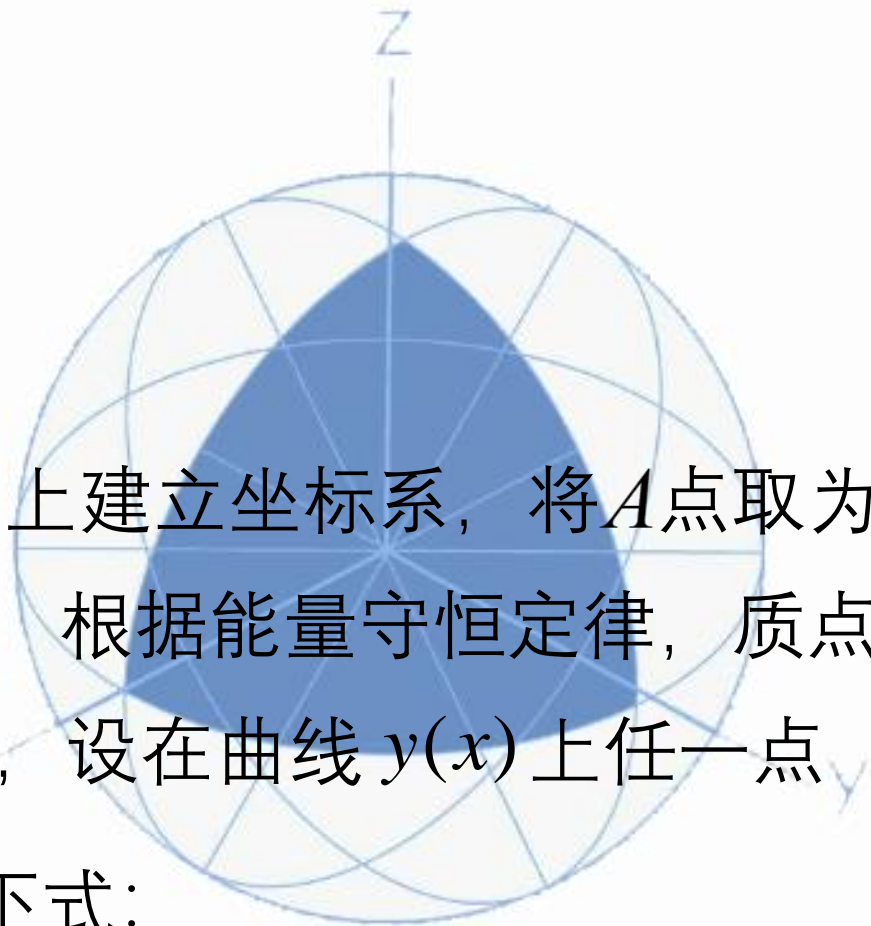 Z
上建立坐标系，将A点取为
根据能量守恒定律，质点
，设在曲线 y(x) 上任一点
y
下式：